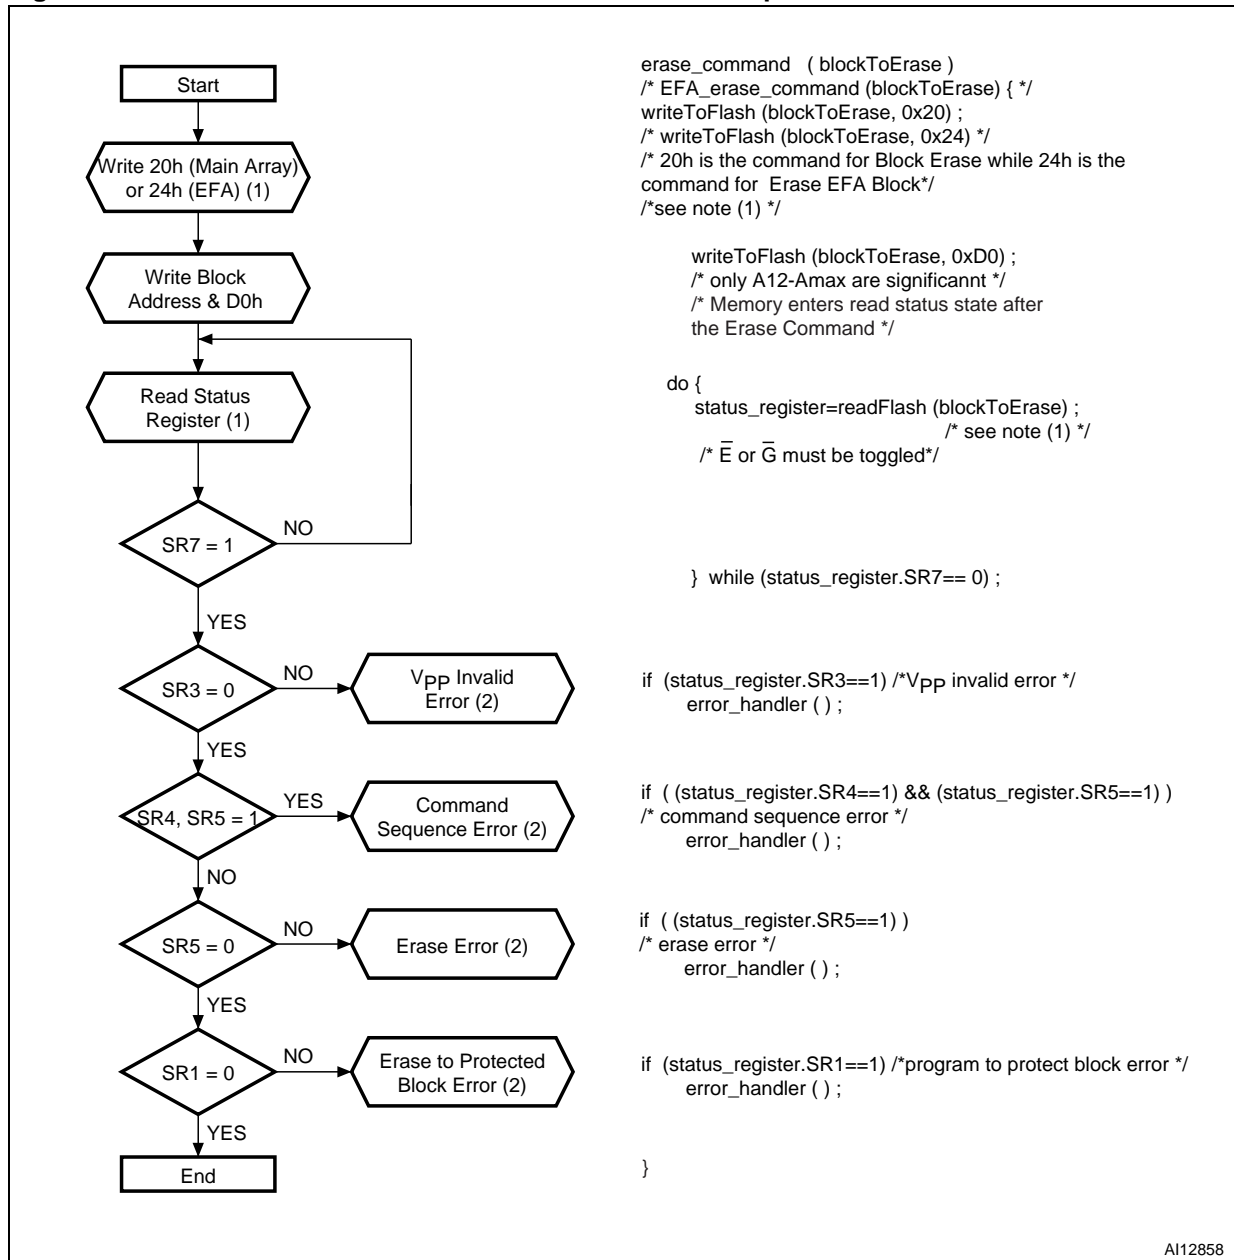 Start
Write 20h (Main Array)
or 24h (EFA) (1)
Write Block
Address & D0h
Read Status
Register (1)
SR7 = 1
NO
YES
SR3 = 0
NO
VPP Invalid
Error (2)
YES
SR4, SR5 = 1
YES
Command
Sequence Error (2)
NO
SR5 = 0
NO
Erase Error (2)
YES
SR1 = 0
NO
Erase to Protected
Block Error (2)
YES
End
erase_command ( blockToErase )
/* EFA_erase_command (blockToErase) { */
writeToFlash (blockToErase, 0x20) ;
/* writeToFlash (blockToErase, 0x24) */
/* 20h is the command for Block Erase while 24h is the
command for Erase EFA Block*/
/*see note (1) */
writeToFlash (blockToErase, 0xD0) ;
/* only A12-Amax are significannt */
/* Memory enters read status state after
the Erase Command */
do {
status_register=readFlash (blockToErase) ;
/* see note (1) */
/* E̅ or G̅ must be toggled*/
} while (status_register.SR7== 0) ;
if (status_register.SR3==1) /*VPP invalid error */
error_handler ( ) ;
if ( (status_register.SR4==1) && (status_register.SR5==1) )
/* command sequence error */
error_handler ( ) ;
if ( (status_register.SR5==1) )
/* erase error */
error_handler ( ) ;
if (status_register.SR1==1) /*program to protect block error */
error_handler ( ) ;
}
AI12858